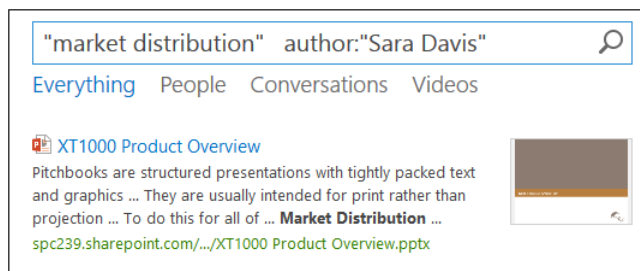 "market distribution" author:"Sara Davis"
Everything People Conversations Videos
XT1000 Product Overview
Pitchbooks are structured presentations with tightly packed text
and graphics ... They are usually intended for print rather than
projection ... To do this for all of ... Market Distribution ...
spc239.sharepoint.com/.../XT1000 Product Overview.pptx